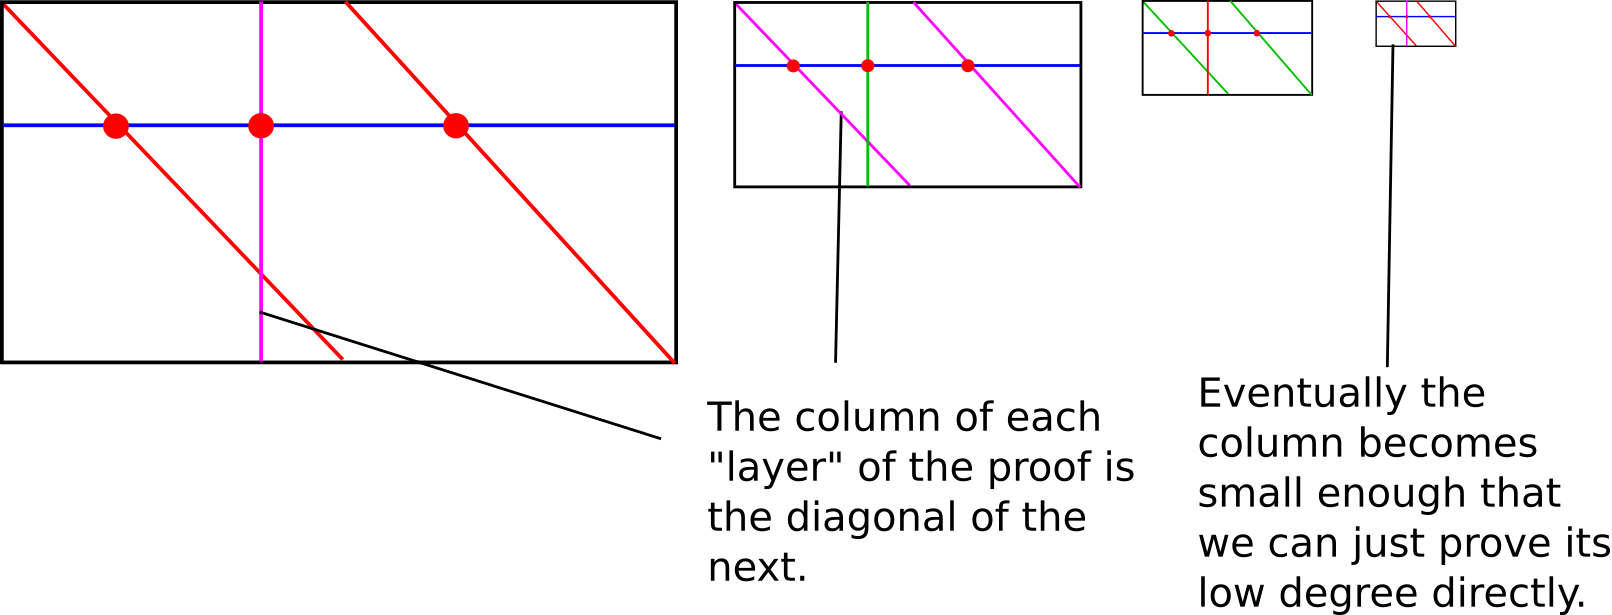 The column of each
"layer" of the proof is
the diagonal of the
next.
Eventually the
column becomes
small enough that
we can just prove its
low degree directly.